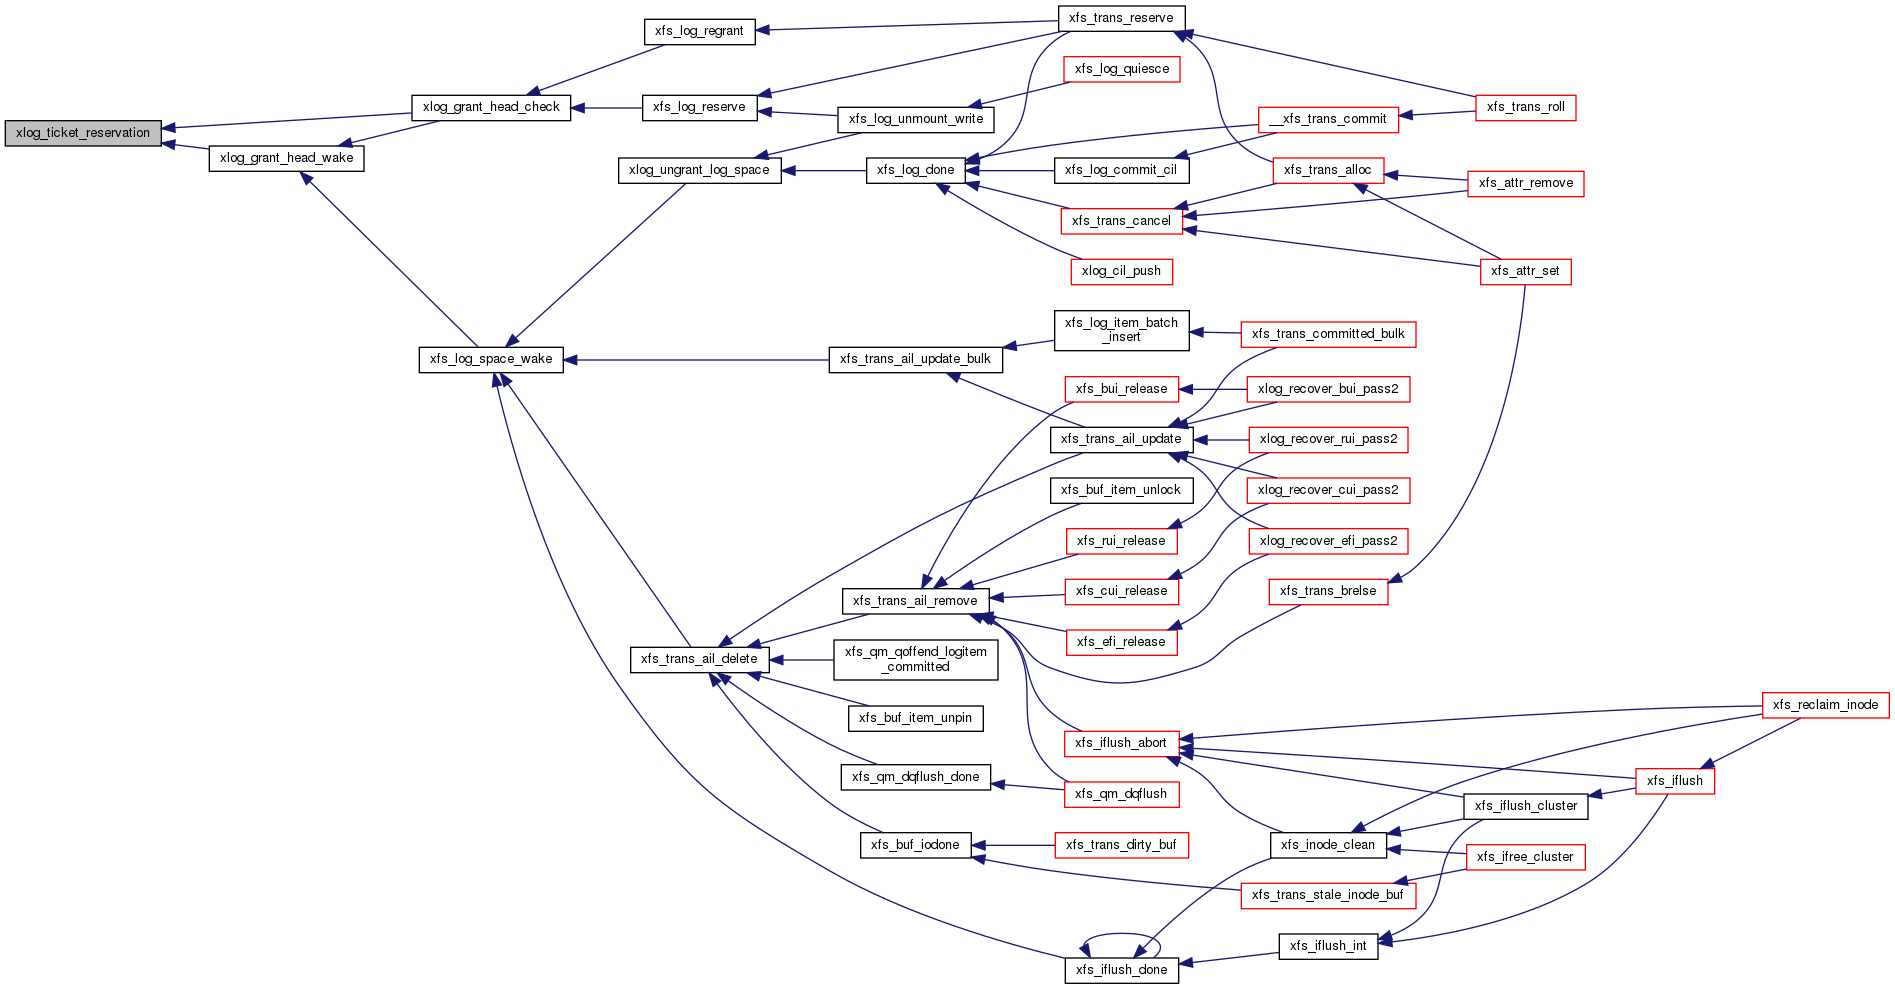 xfs_trans_reserve
xfs_log_regrant
xfs_log_quiesce
xlog_grant_head_check
xfs_log_reserve
xfs_trans_roll
xfs_log_unmount_write
__xfs_trans_commit
xlog_ticket_reservation
xlog_grant_head_wake
xlog_ungrant_log_space
xfs_log_done
xfs_log_commit_cil
xfs_trans_alloc
xfs_attr_remove
xfs_trans_cancel
xlog_cil_push
xfs_attr_set
xfs_log_item_batch
_insert
xfs_trans_committed_bulk
xfs_log_space_wake
xfs_trans_ail_update_bulk
xfs_bui_release
xlog_recover_bui_pass2
xfs_trans_ail_update
xlog_recover_rui_pass2
xfs_buf_item_unlock
xlog_recover_cui_pass2
xfs_rui_release
xlog_recover_efi_pass2
xfs_trans_ail_remove
xfs_cui_release
xfs_trans_brelse
xfs_efi_release
xfs_trans_ail_delete
xfs_qm_qoffend_logitem
_committed
xfs_buf_item_unpin
xfs_reclaim_inode
xfs_iflush_abort
xfs_qm_dqflush_done
xfs_iflush
xfs_qm_dqflush
xfs_iflush_cluster
xfs_buf_iodone
xfs_trans_dirty_buf
xfs_inode_clean
xfs_ifree_cluster
xfs_trans_stale_inode_buf
xfs_iflush_int
xfs_iflush_done